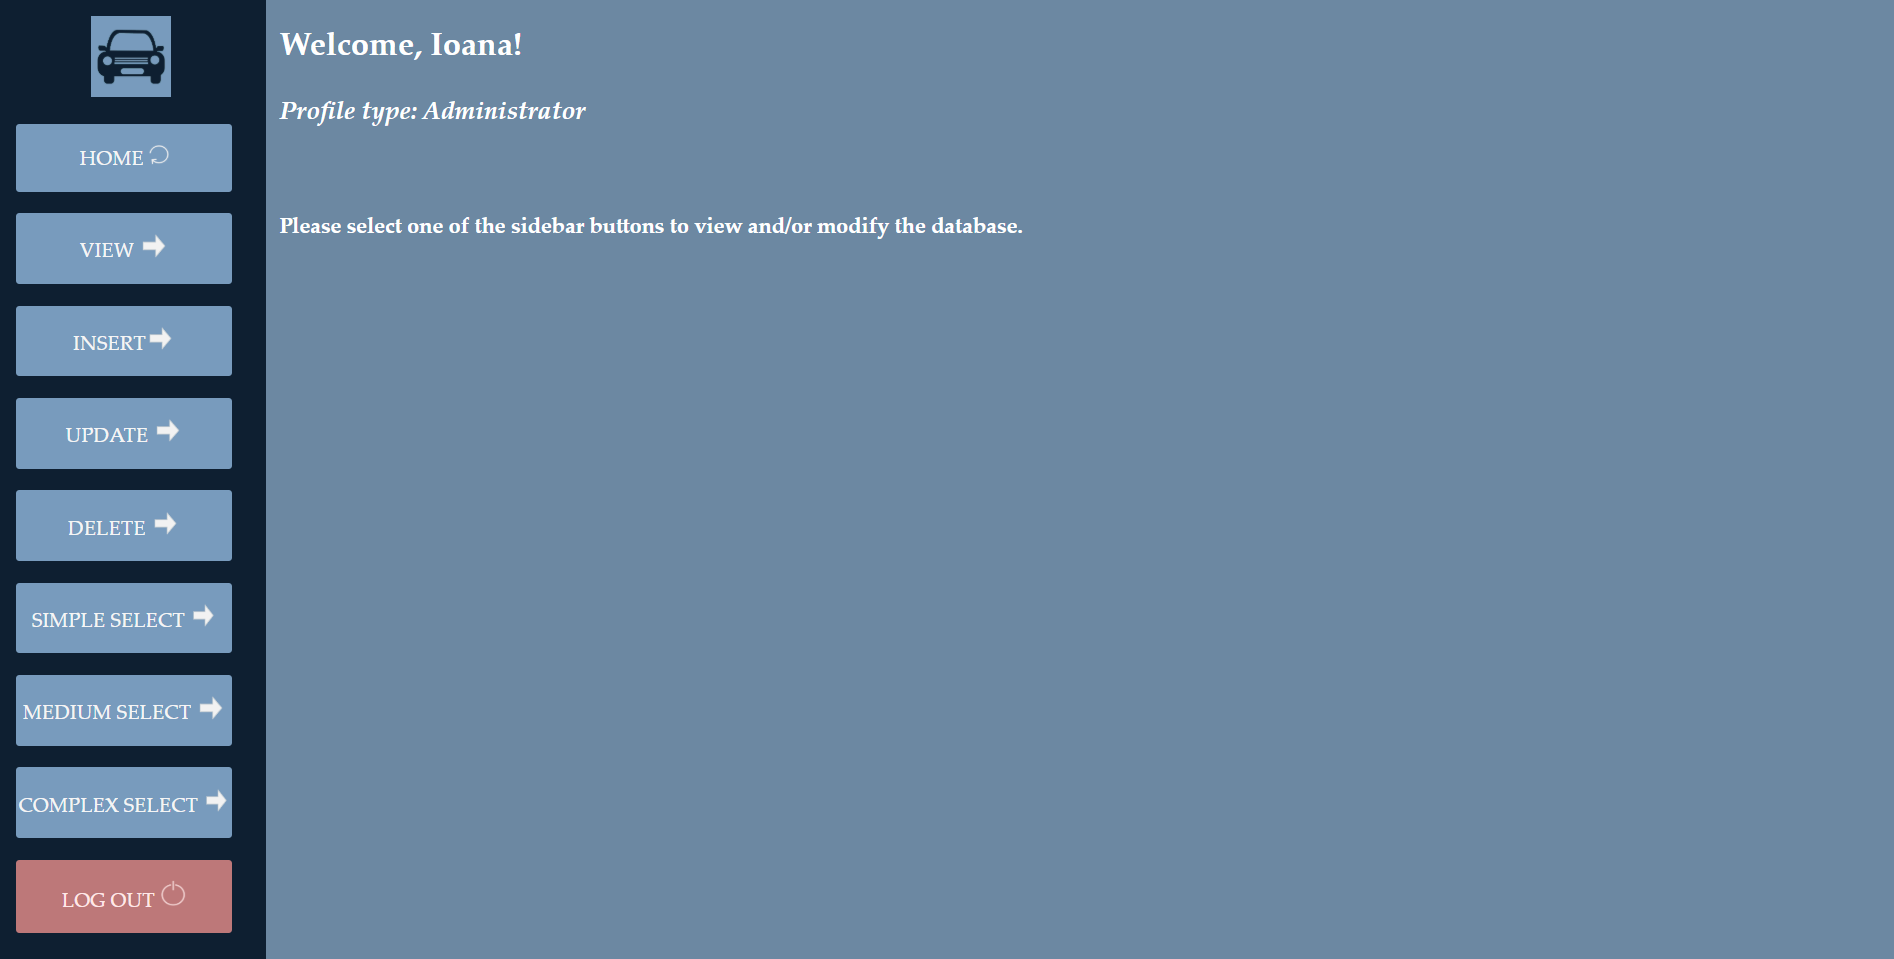 Welcome, Ioana!
Profile type: Administrator
Please select one of the sidebar buttons to view and/or modify the database.
HOME
VIEW
INSERT
UPDATE
DELETE
SIMPLE SELECT
MEDIUM SELECT
COMPLEX SELECT
LOG OUT